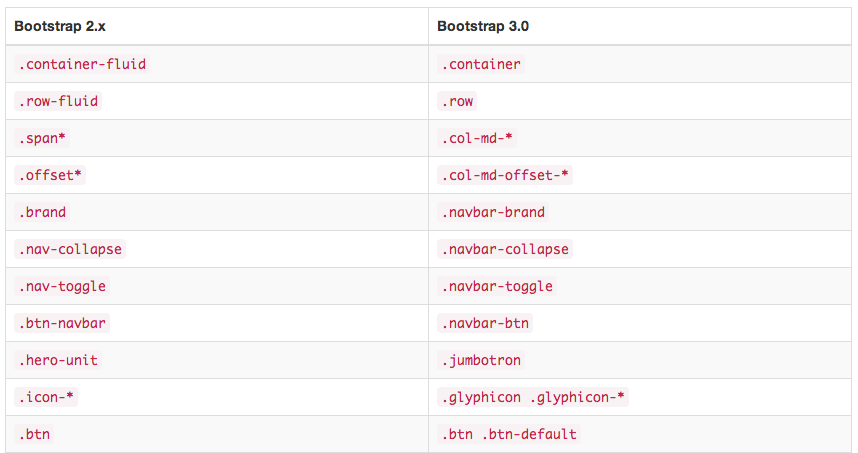 Bootstrap 2.x Bootstrap 3.0
.container-fluid .container
.row-fluid .row
.span* .col-md-*
.offset* .col-md-offset-*
.brand .navbar-brand
.nav-collapse .navbar-collapse
.nav-toggle .navbar-toggle
.btn-navbar .navbar-btn
.hero-unit .jumbotron
.icon-* .glyphicon .glyphicon-*
.btn .btn .btn-default